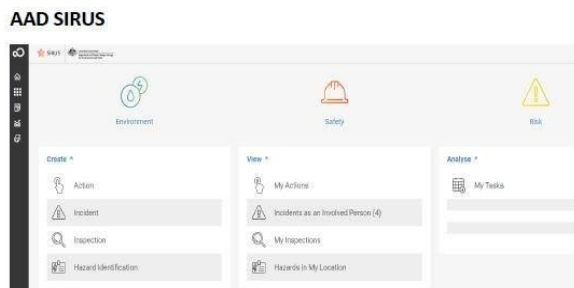 AAD SIRUS
SIRUS
Environment
Safety
Risk
Create
View
Analyse
Action
My Actions
My Tasks
Incident
Incidents as an Involved Person (4)
Inspection
My Inspections
Hazard Identification
Hazards in My Location